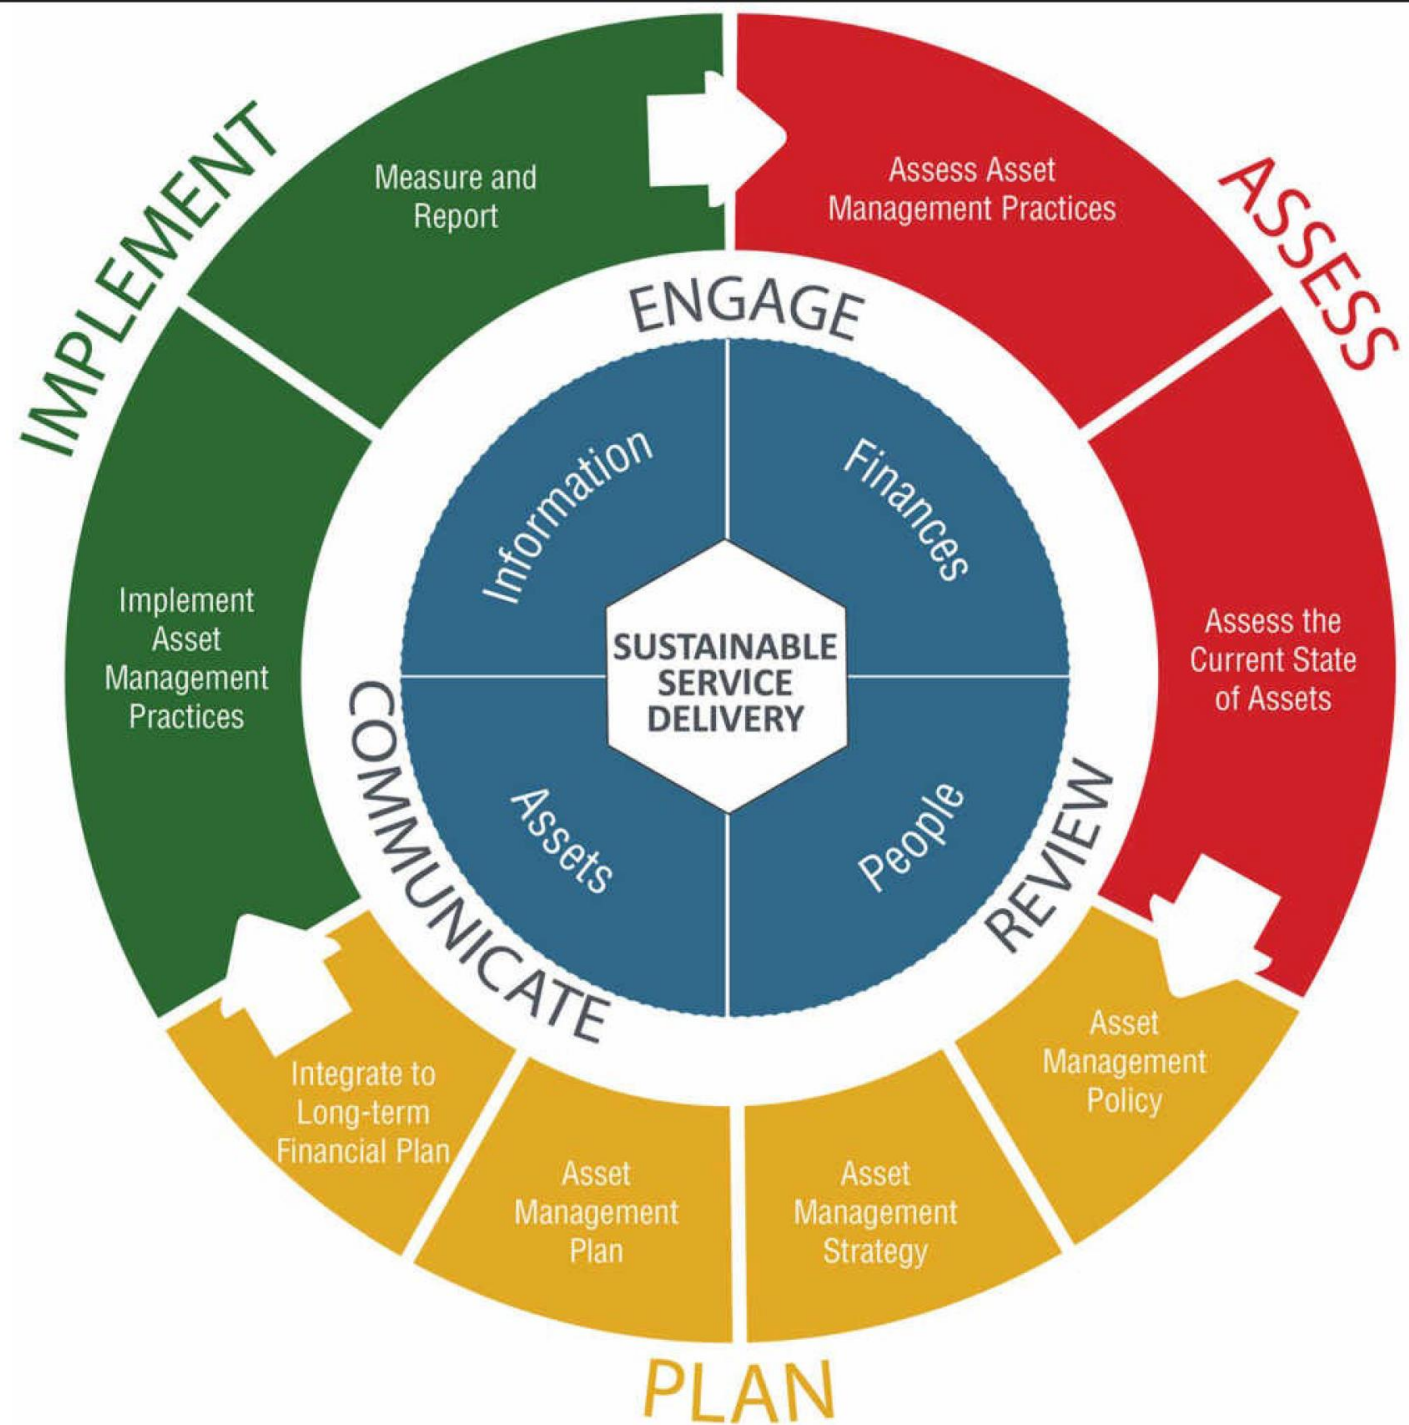 IMPLEMENT
Measure and
Report
Assess Asset
Management Practices
ASSESS
ENGAGE
Information
Finances
Implement
Asset
Management
Practices
SUSTAINABLE
SERVICE
DELIVERY
Assess the
Current State
of Assets
COMMUNICATE
Assets
People
REVIEW
Integrate to
Long-term
Financial Plan
Asset
Management
Plan
Asset
Management
Strategy
Asset
Management
Policy
PLAN